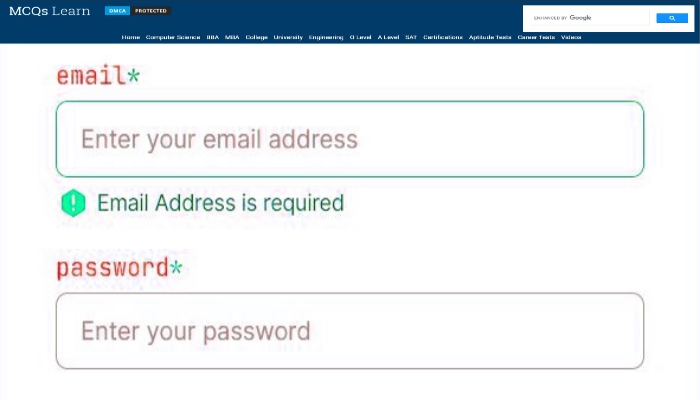 MCQs Learn
DMCA PROTECTED
ENHANCED BY Google
Home Computer Science BBA MBA College University Engineering O Level A Level SAT Certifications Aptitude Tests Career Tests Videos
email*
Enter your email address
Email Address is required
password*
Enter your password